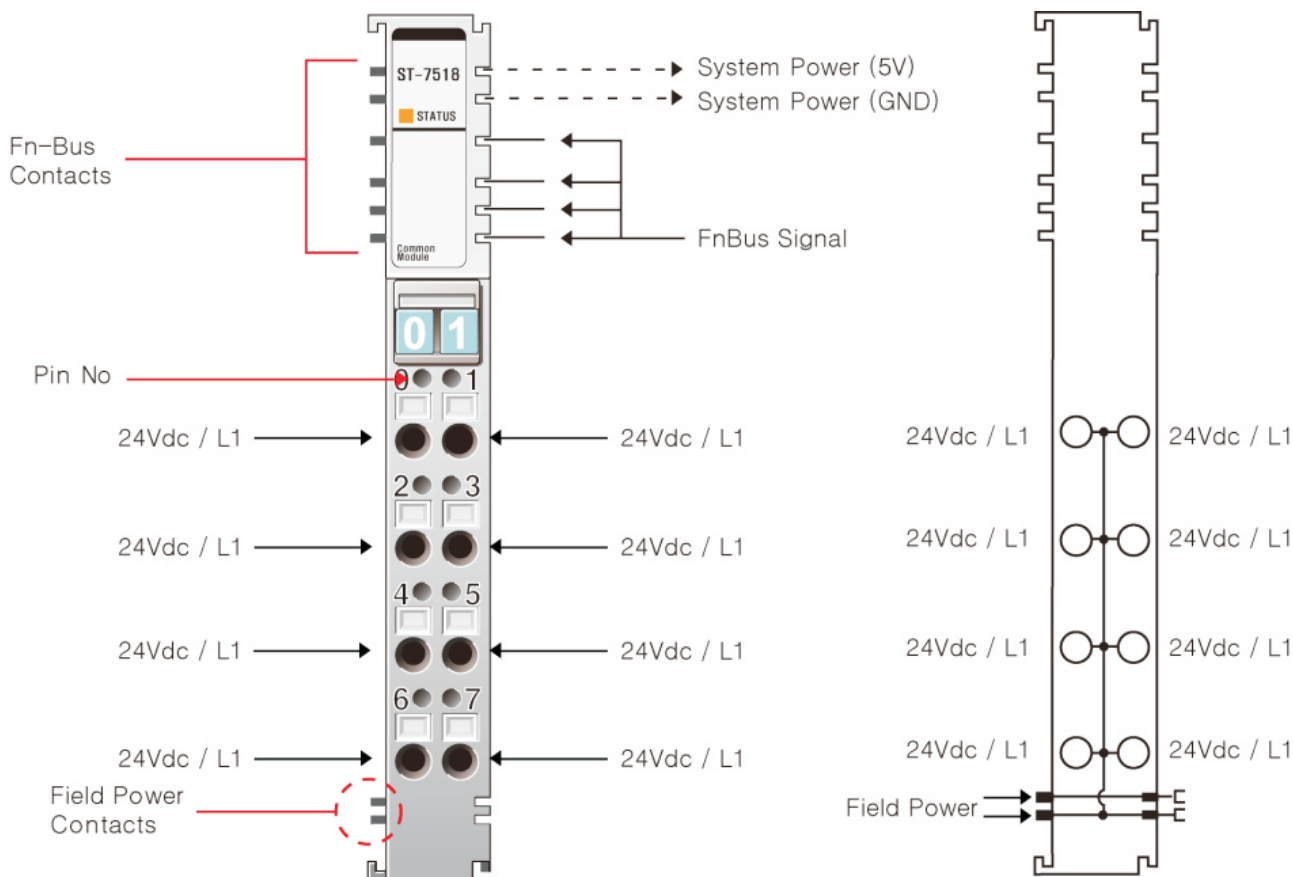 ST-7518
STATUS
System Power (5V)
System Power (GND)
Fn-Bus
Contacts
FnBus Signal
Common
Module
0 1
Pin No
0 1
24Vdc / L1
24Vdc / L1
24Vdc / L1
24Vdc / L1
2 3
24Vdc / L1
24Vdc / L1
24Vdc / L1
24Vdc / L1
4 5
24Vdc / L1
24Vdc / L1
24Vdc / L1
24Vdc / L1
6 7
24Vdc / L1
24Vdc / L1
24Vdc / L1
24Vdc / L1
Field Power
Contacts
Field Power